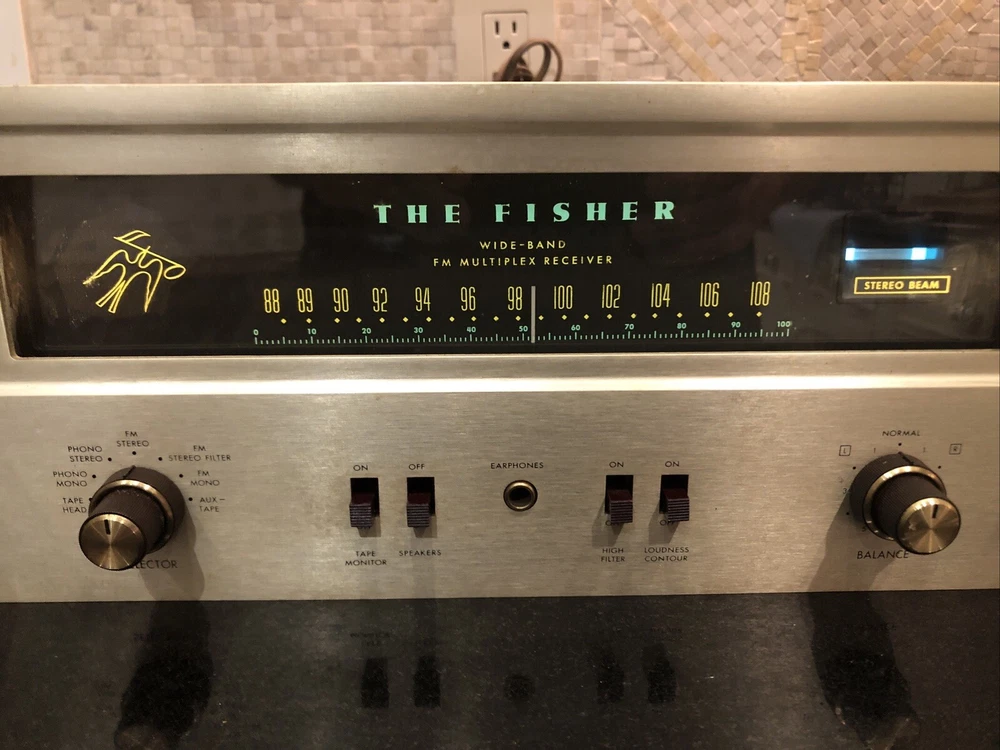 THE FISHER
WIDE-BAND
FM MULTIPLEX RECEIVER
STEREO BEAM
88 89 90 92 94 96 98 100 102 104 106 108
0 10 20 30 40 50 60 70 80 90 100
FM
STEREO
PHONO
STEREO
FM
STEREO FILTER
PHONO
MONO
FM
MONO
TAPE
HEAD
AUX-
TAPE
ON
TAPE
MONITOR
OFF
SPEAKERS
EARPHONES
ON
HIGH
FILTER
ON
LOUDNESS
CONTOUR
NORMAL
L
R
BALANCE